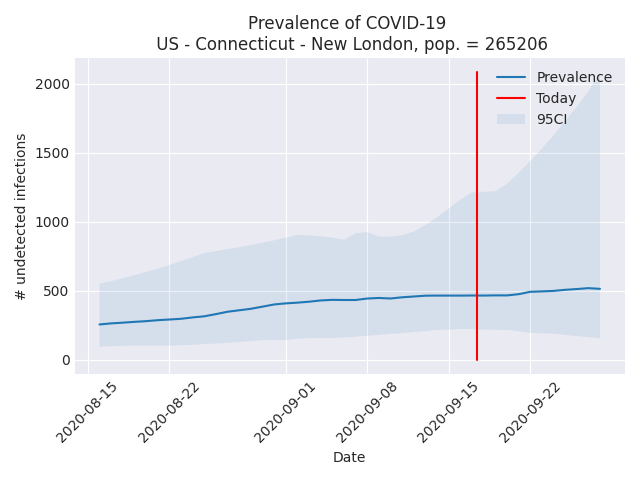 Prevalence of COVID-19
US - Connecticut - New London, pop. = 265206
# undetected infections
2000
1500
1000
500
0
Prevalence
Today
95CI
2020-08-15
2020-08-22
2020-09-01
2020-09-08
2020-09-15
2020-09-22
Date